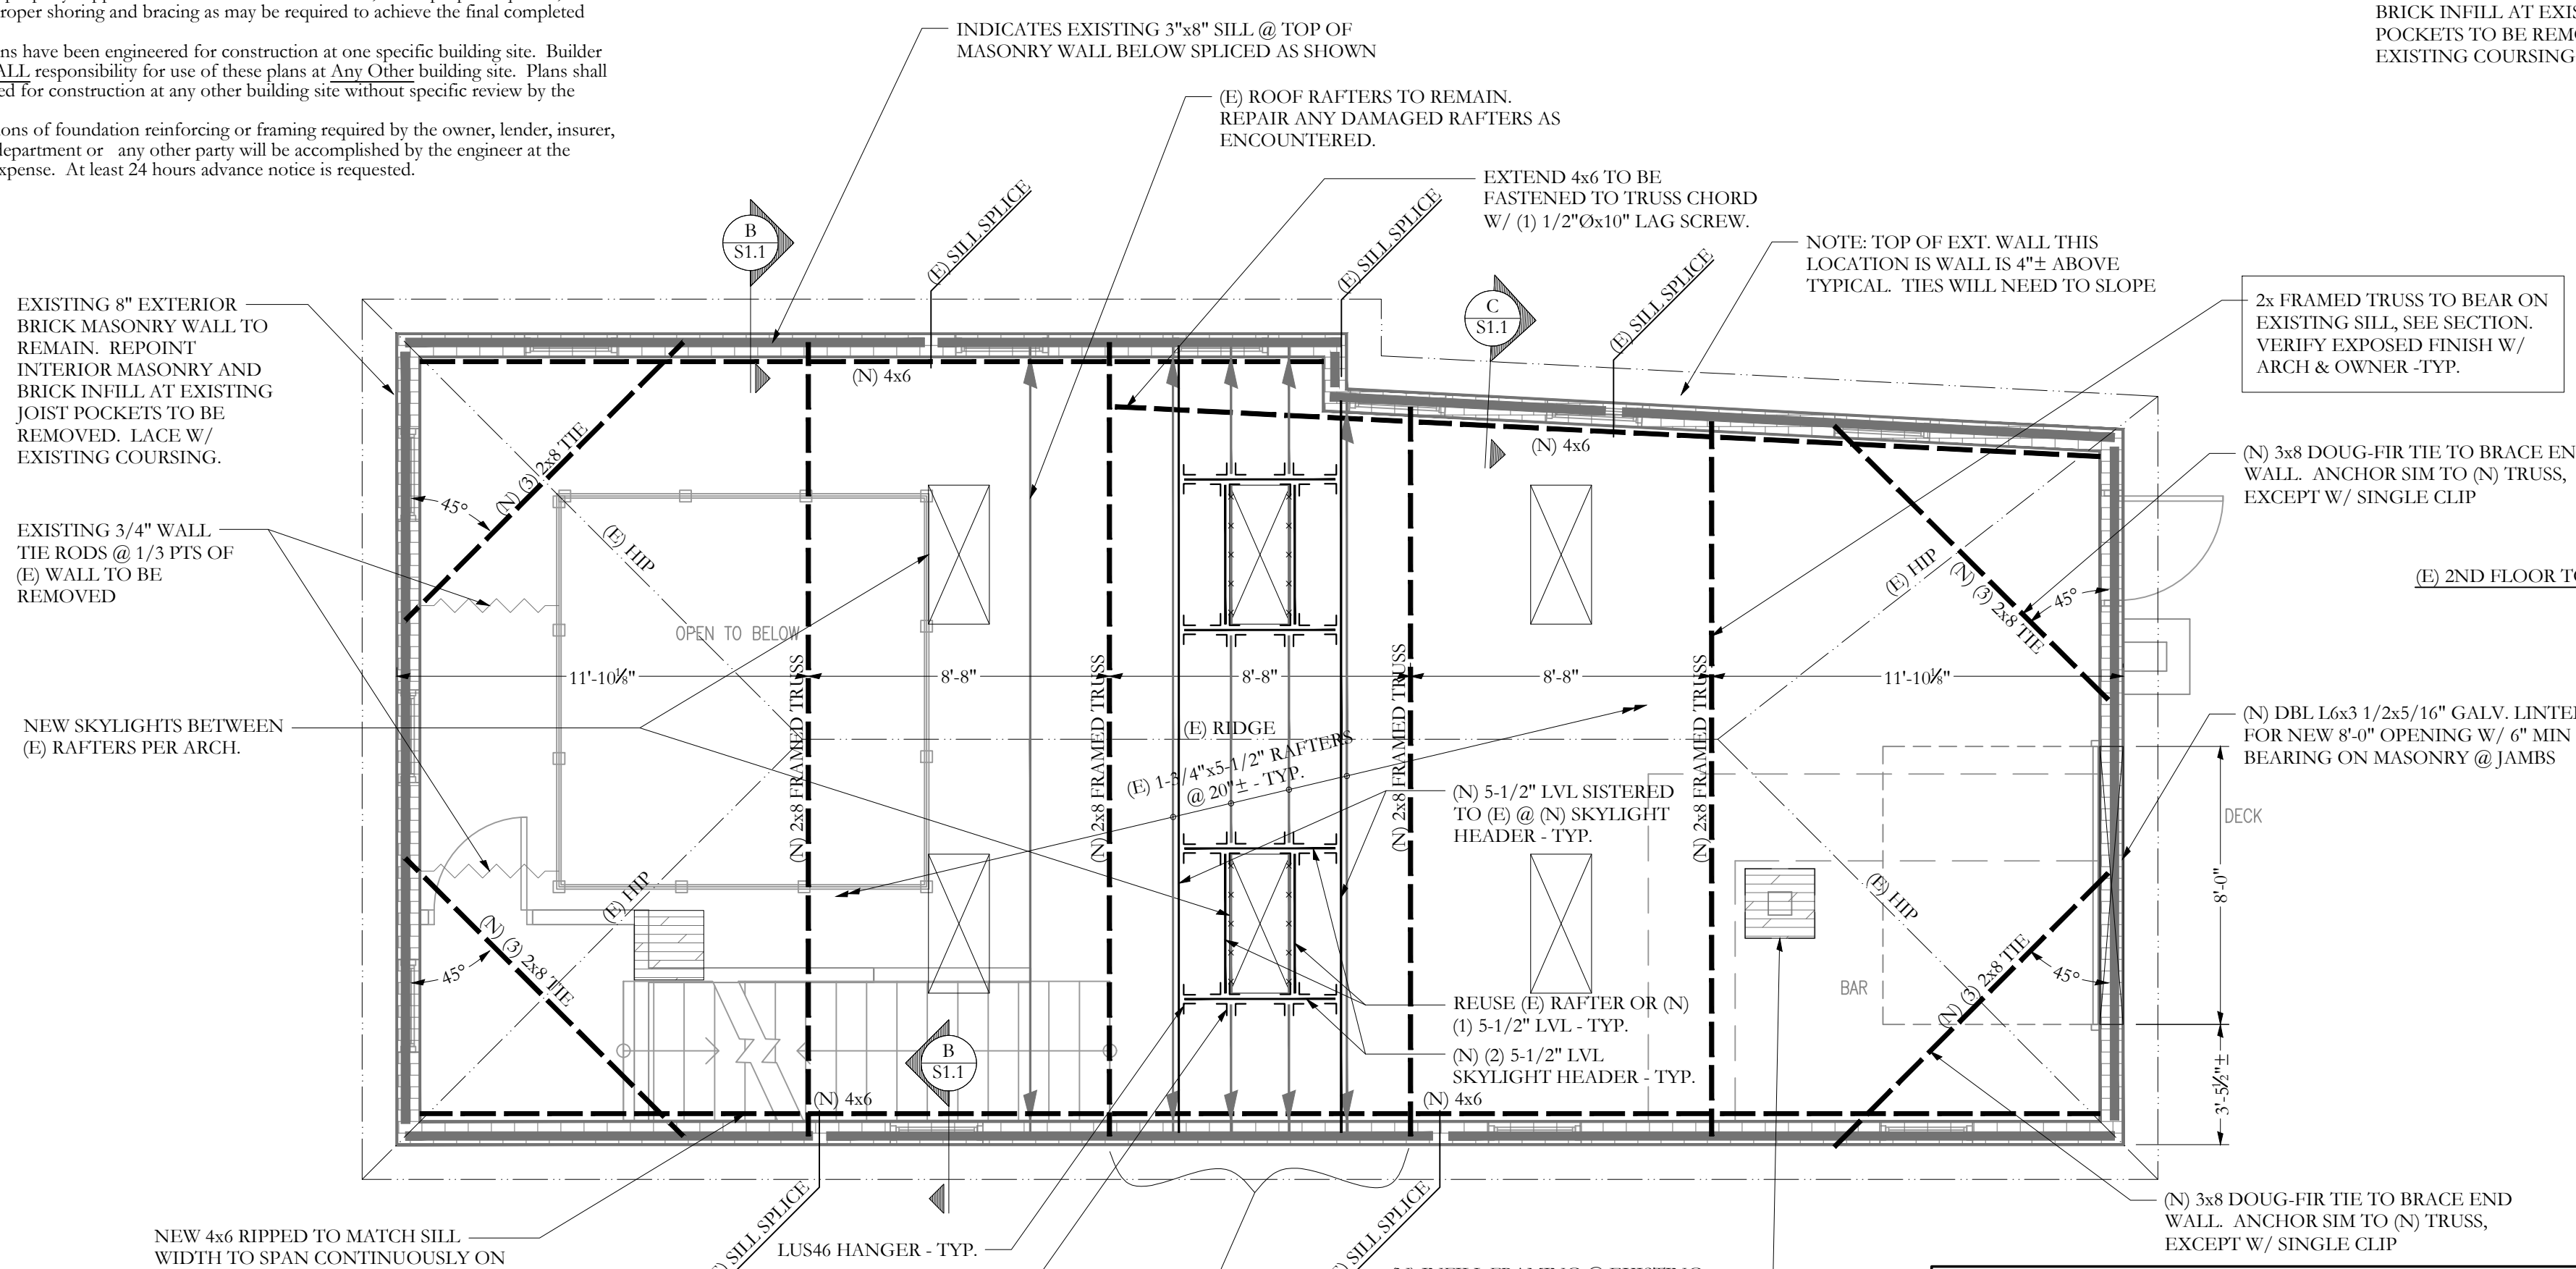 roper shoring and bracing as may be required to achieve the final completed
ns have been engineered for construction at one specific building site. Builder
ALL responsibility for use of these plans at Any Other building site. Plans shall
ed for construction at any other building site without specific review by the
ions of foundation reinforcing or framing required by the owner, lender, insurer,
department or any other party will be accomplished by the engineer at the
xpense. At least 24 hours advance notice is requested.
INDICATES EXISTING 3"x8" SILL @ TOP OF
MASONRY WALL BELOW SPLICED AS SHOWN
(E) ROOF RAFTERS TO REMAIN.
REPAIR ANY DAMAGED RAFTERS AS
ENCOUNTERED.
EXTEND 4x6 TO BE
FASTENED TO TRUSS CHORD
W/ (1) 1/2"Øx10" LAG SCREW.
NOTE: TOP OF EXT. WALL THIS
LOCATION IS WALL IS 4"± ABOVE
TYPICAL. TIES WILL NEED TO SLOPE
BRICK INFILL AT EXIS
POCKETS TO BE REMO
EXISTING COURSING
2x FRAMED TRUSS TO BEAR ON
EXISTING SILL, SEE SECTION.
VERIFY EXPOSED FINISH W/
ARCH & OWNER -TYP.
B
S1.1
(E) SILL SPLICE
(E) SILL SPLICE
C
S1.1
(E) SILL SPLICE
EXISTING 8" EXTERIOR
BRICK MASONRY WALL TO
REMAIN. REPOINT
INTERIOR MASONRY AND
BRICK INFILL AT EXISTING
JOIST POCKETS TO BE
REMOVED. LACE W/
EXISTING COURSING.
EXISTING 3/4" WALL
TIE RODS @ 1/3 PTS OF
(E) WALL TO BE
REMOVED
NEW SKYLIGHTS BETWEEN
(E) RAFTERS PER ARCH.
(N) 4x6
(N) 4x6
(N) (3) 2x8 TIE
45°
(E) HIP
OPEN TO BELOW
11'-10⅛"
8'-8"
8'-8"
8'-8"
11'-10⅛"
(N) 2x8 FRAMED TRUSS
(N) 2x8 FRAMED TRUSS
(N) 2x8 FRAMED TRUSS
(N) 2x8 FRAMED TRUSS
(E) RIDGE
(E) 1-3/4"x5-1/2" RAFTERS
@ 20"± - TYP.
(E) HIP
(N) (3) 2x8 TIE
45°
(N) 3x8 DOUG-FIR TIE TO BRACE EN
WALL. ANCHOR SIM TO (N) TRUSS,
EXCEPT W/ SINGLE CLIP
(E) 2ND FLOOR TO
(N) DBL L6x3 1/2x5/16" GALV. LINTE
FOR NEW 8'-0" OPENING W/ 6" MIN
BEARING ON MASONRY @ JAMBS
(N) 5-1/2" LVL SISTERED
TO (E) @ (N) SKYLIGHT
HEADER - TYP.
DECK
8'-0"
3'-5½"±
(E) HIP
(E) HIP
(N) (3) 2x8 TIE
45°
BAR
(N) (3) 2x8 TIE
45°
REUSE (E) RAFTER OR (N)
(1) 5-1/2" LVL - TYP.
(N) (2) 5-1/2" LVL
SKYLIGHT HEADER - TYP.
B
S1.1
(N) 4x6
(N) 4x6
SILL SPLICE
SILL SPLICE
NEW 4x6 RIPPED TO MATCH SILL
WIDTH TO SPAN CONTINUOUSLY ON
LUS46 HANGER - TYP.
(N) 3x8 DOUG-FIR TIE TO BRACE END
WALL. ANCHOR SIM TO (N) TRUSS,
EXCEPT W/ SINGLE CLIP